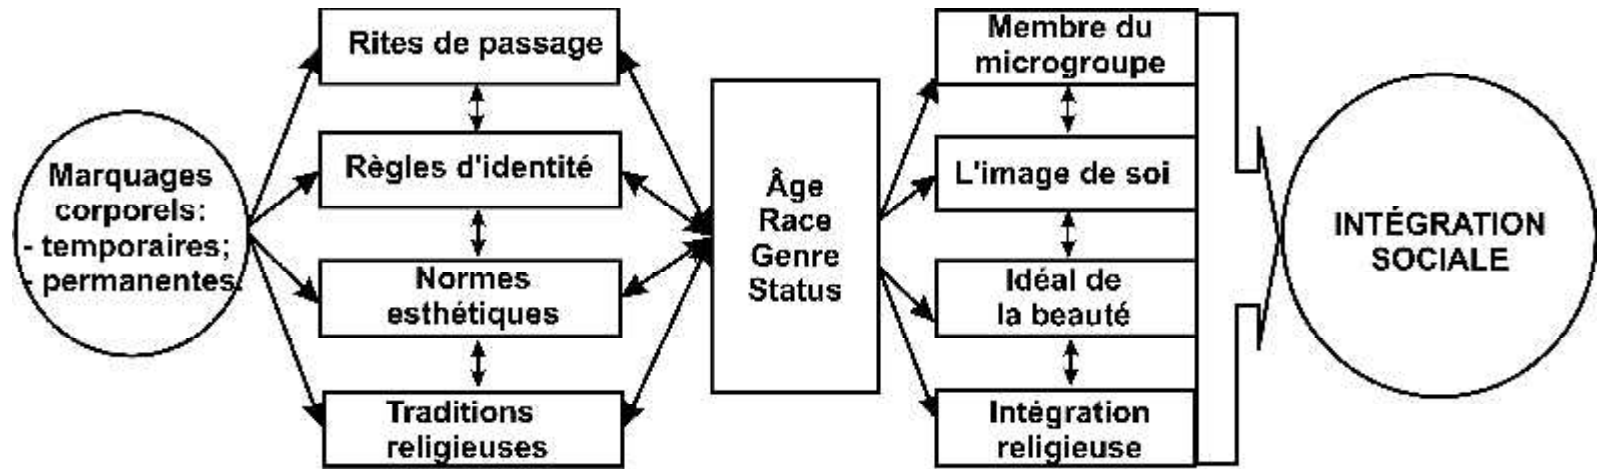 Marquages
corporels:
- temporaires;
- permanentes.
Rites de passage
Règles d'identité
Normes
esthétiques
Traditions
religieuses
Âge
Race
Genre
Status
Membre du
microgroupe
L'image de soi
Idéal de
la beauté
Intégration
religieuse
INTÉGRATION
SOCIALE